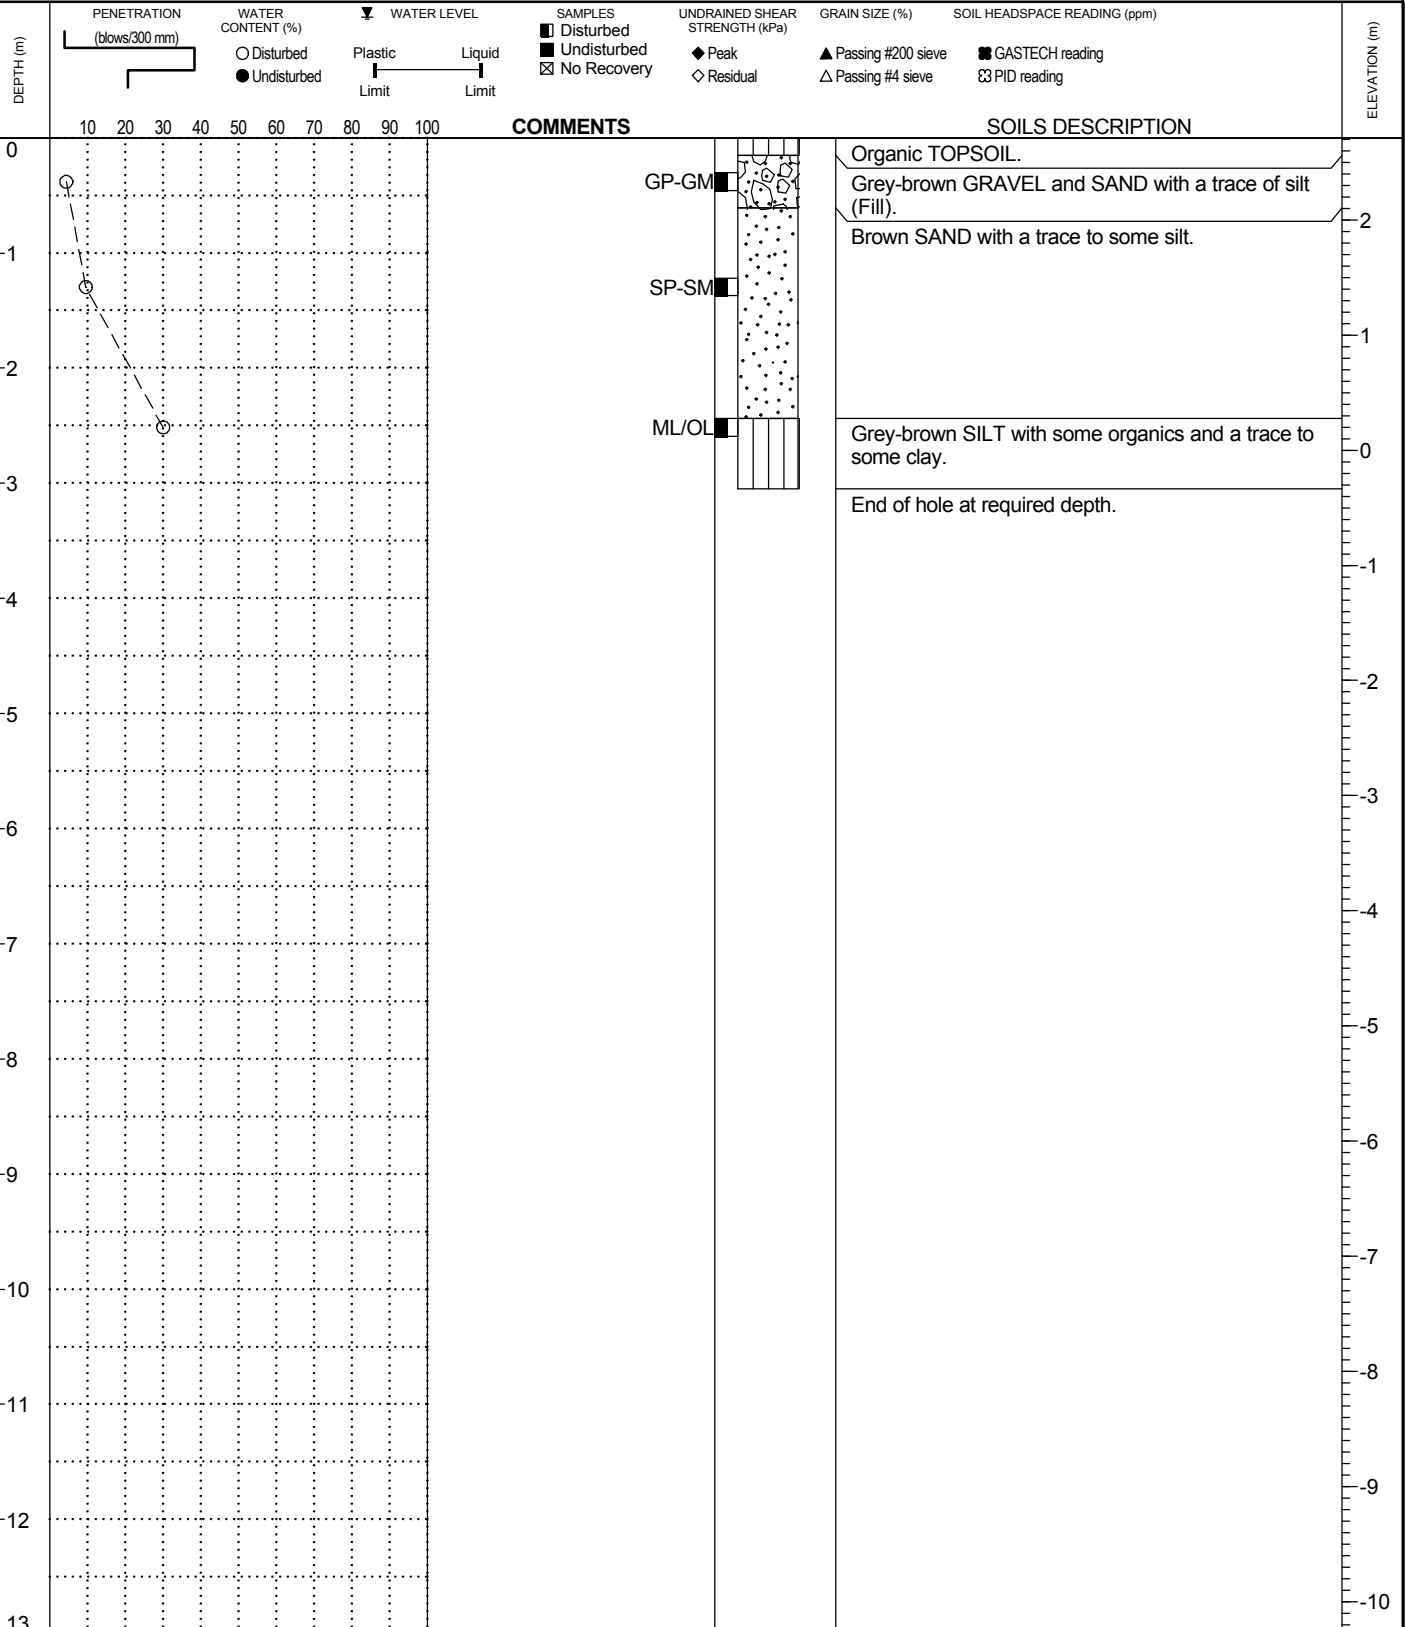 DEPTH (m)
PENETRATION
(blows/300 mm)
WATER
CONTENT (%)
Disturbed
Undisturbed
WATER LEVEL
Plastic Liquid
Limit Limit
SAMPLES
Disturbed
Undisturbed
No Recovery
UNDRAINED SHEAR
STRENGTH (kPa)
Peak
Residual
GRAIN SIZE (%)
Passing #200 sieve
Passing #4 sieve
SOIL HEADSPACE READING (ppm)
GASTECH reading
PID reading
ELEVATION (m)
10 20 30 40 50 60 70 80 90 100
COMMENTS
SOILS DESCRIPTION
0
Organic TOPSOIL.
GP-GM
Grey-brown GRAVEL and SAND with a trace of silt
(Fill).
2
Brown SAND with a trace to some silt.
1
SP-SM
1
2
ML/OL
Grey-brown SILT with some organics and a trace to
some clay.
0
3
End of hole at required depth.
-1
4
-2
5
-3
6
-4
7
-5
8
-6
9
-7
10
-8
11
-9
12
-10
13